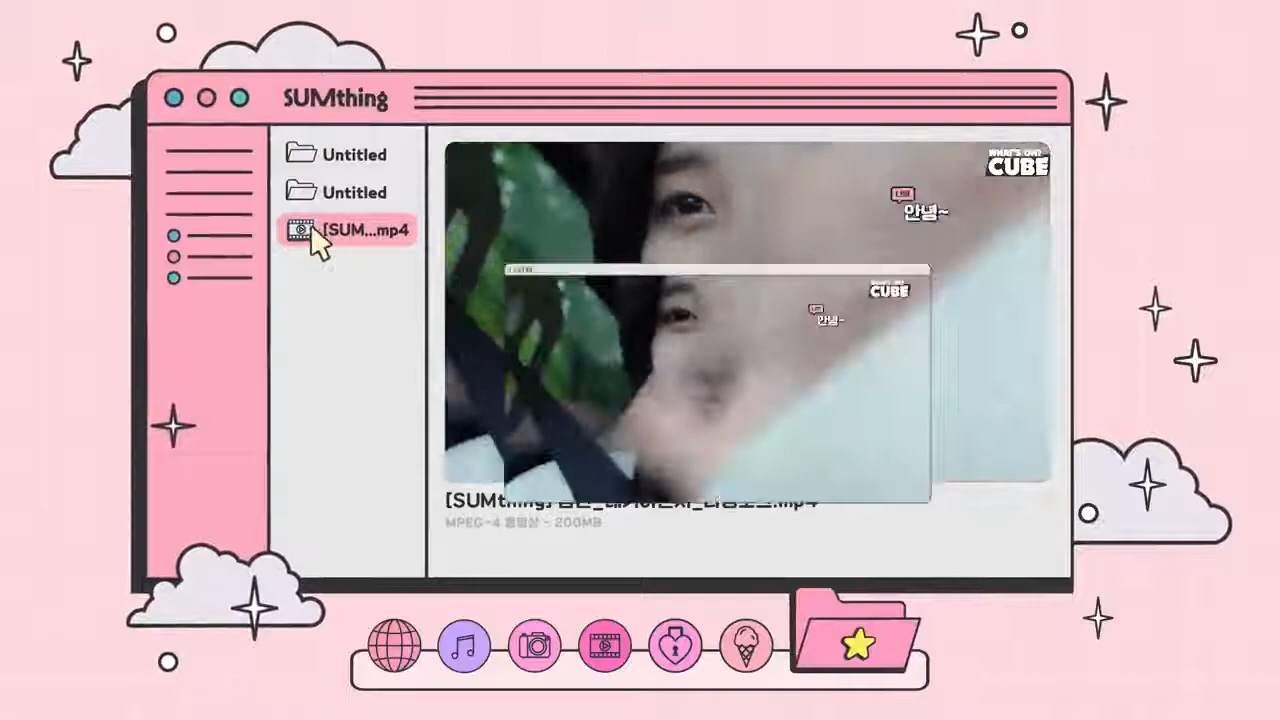 SUMthing
Untitled
Untitled
[SUM...mp4
WHAT'S ON?
CUBE
LIVE
안녕~
CUBE
안녕~
[SUMthing]
MPEG-4 동영상 - 200MB